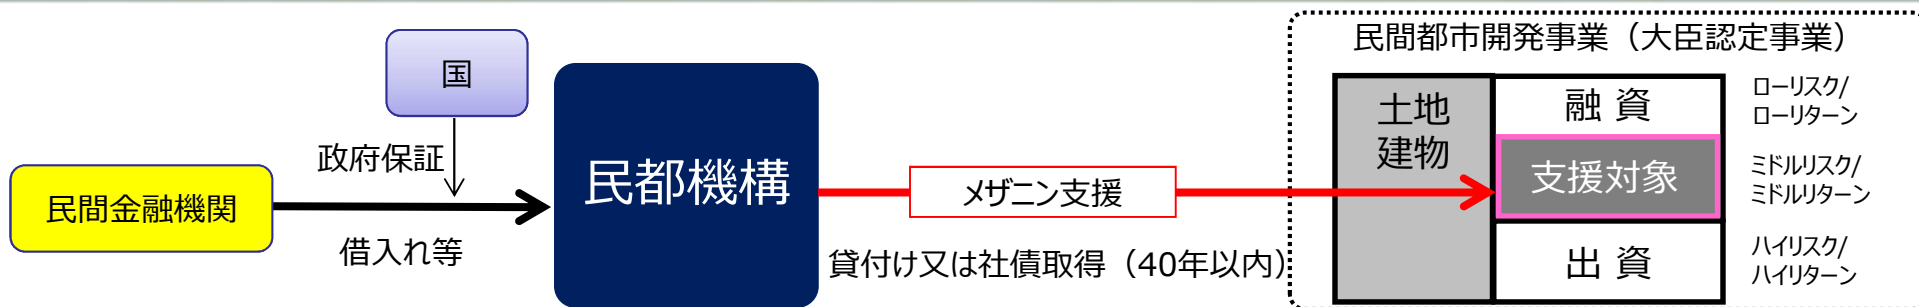 民間都市開発事業（大臣認定事業）
国
政府保証
民間金融機関
借入れ等
民都機構
メザニン支援
貸付け又は社債取得（40年以内）
土地
建物
融 資
ローリスク/
ローリターン
支援対象
ミドルリスク/
ミドルリターン
出 資
ハイリスク/
ハイリターン